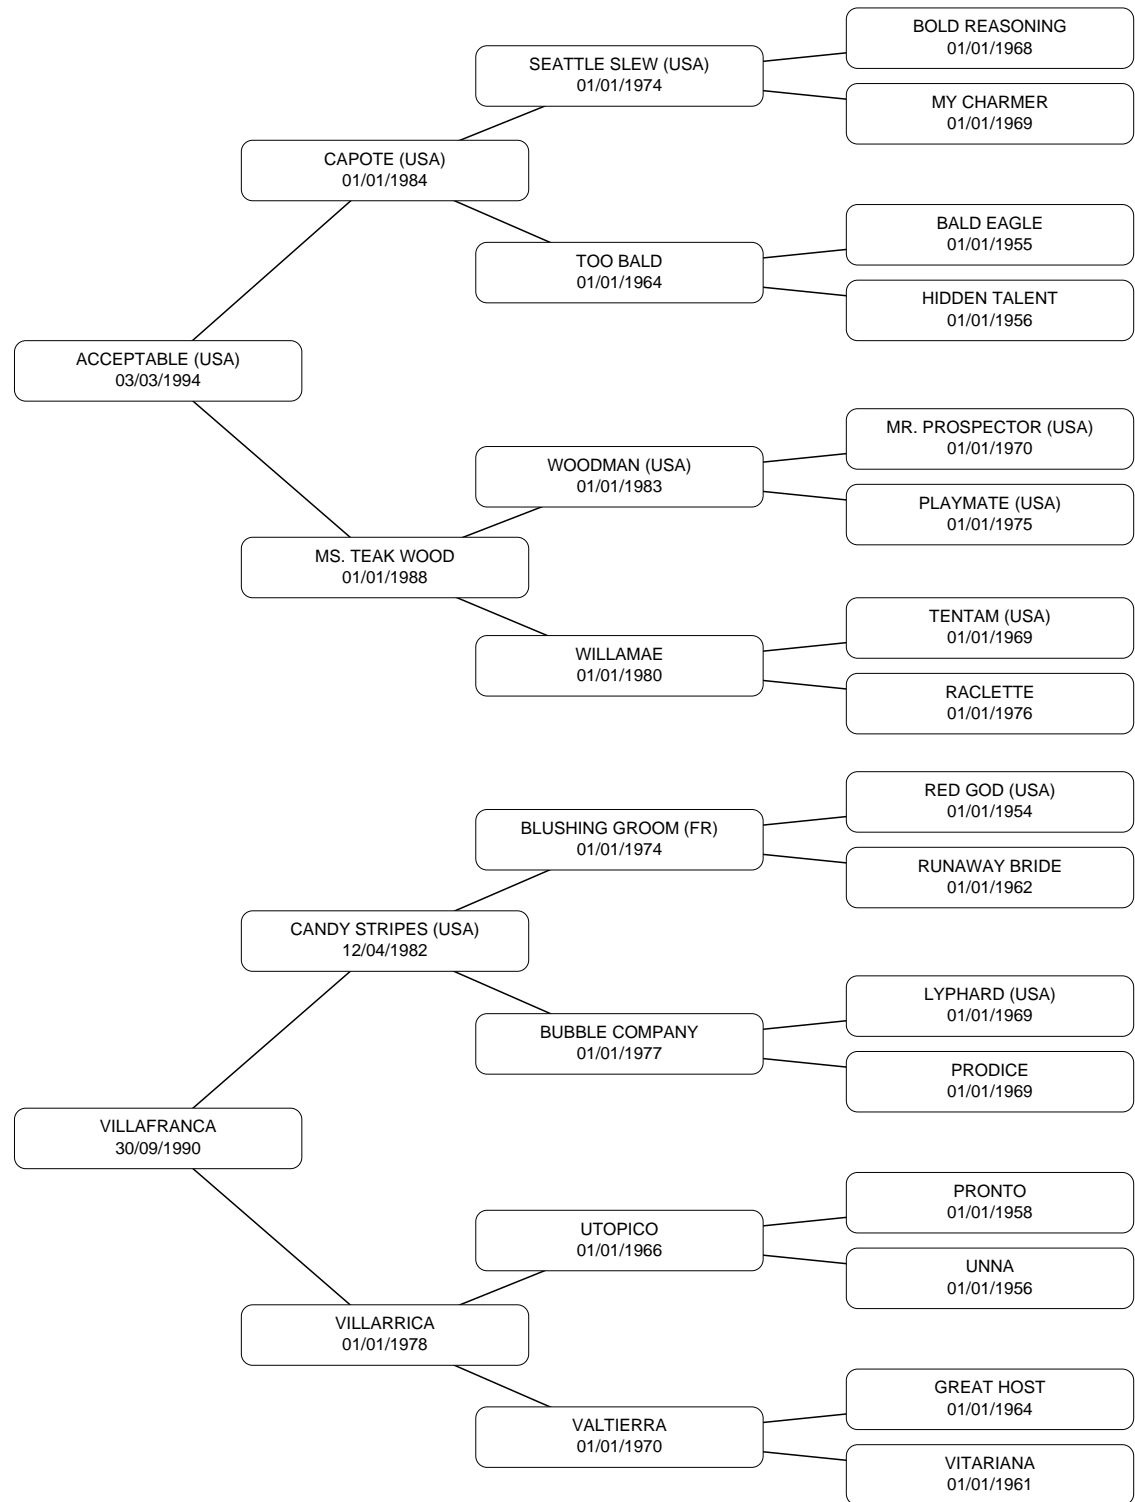 BOLD REASONING
01/01/1968
SEATTLE SLEW (USA)
01/01/1974
MY CHARMER
01/01/1969
CAPOTE (USA)
01/01/1984
BALD EAGLE
01/01/1955
TOO BALD
01/01/1964
HIDDEN TALENT
01/01/1956
ACCEPTABLE (USA)
03/03/1994
MR. PROSPECTOR (USA)
01/01/1970
WOODMAN (USA)
01/01/1983
PLAYMATE (USA)
01/01/1975
MS. TEAK WOOD
01/01/1988
TENTAM (USA)
01/01/1969
WILLAMAE
01/01/1980
RACLETTE
01/01/1976
RED GOD (USA)
01/01/1954
BLUSHING GROOM (FR)
01/01/1974
RUNAWAY BRIDE
01/01/1962
CANDY STRIPES (USA)
12/04/1982
LYPHARD (USA)
01/01/1969
BUBBLE COMPANY
01/01/1977
PRODICE
01/01/1969
VILLAFRANCA
30/09/1990
PRONTO
01/01/1958
UTOPICO
01/01/1966
UNNA
01/01/1956
VILLARRICA
01/01/1978
GREAT HOST
01/01/1964
VALTIERRA
01/01/1970
VITARIANA
01/01/1961